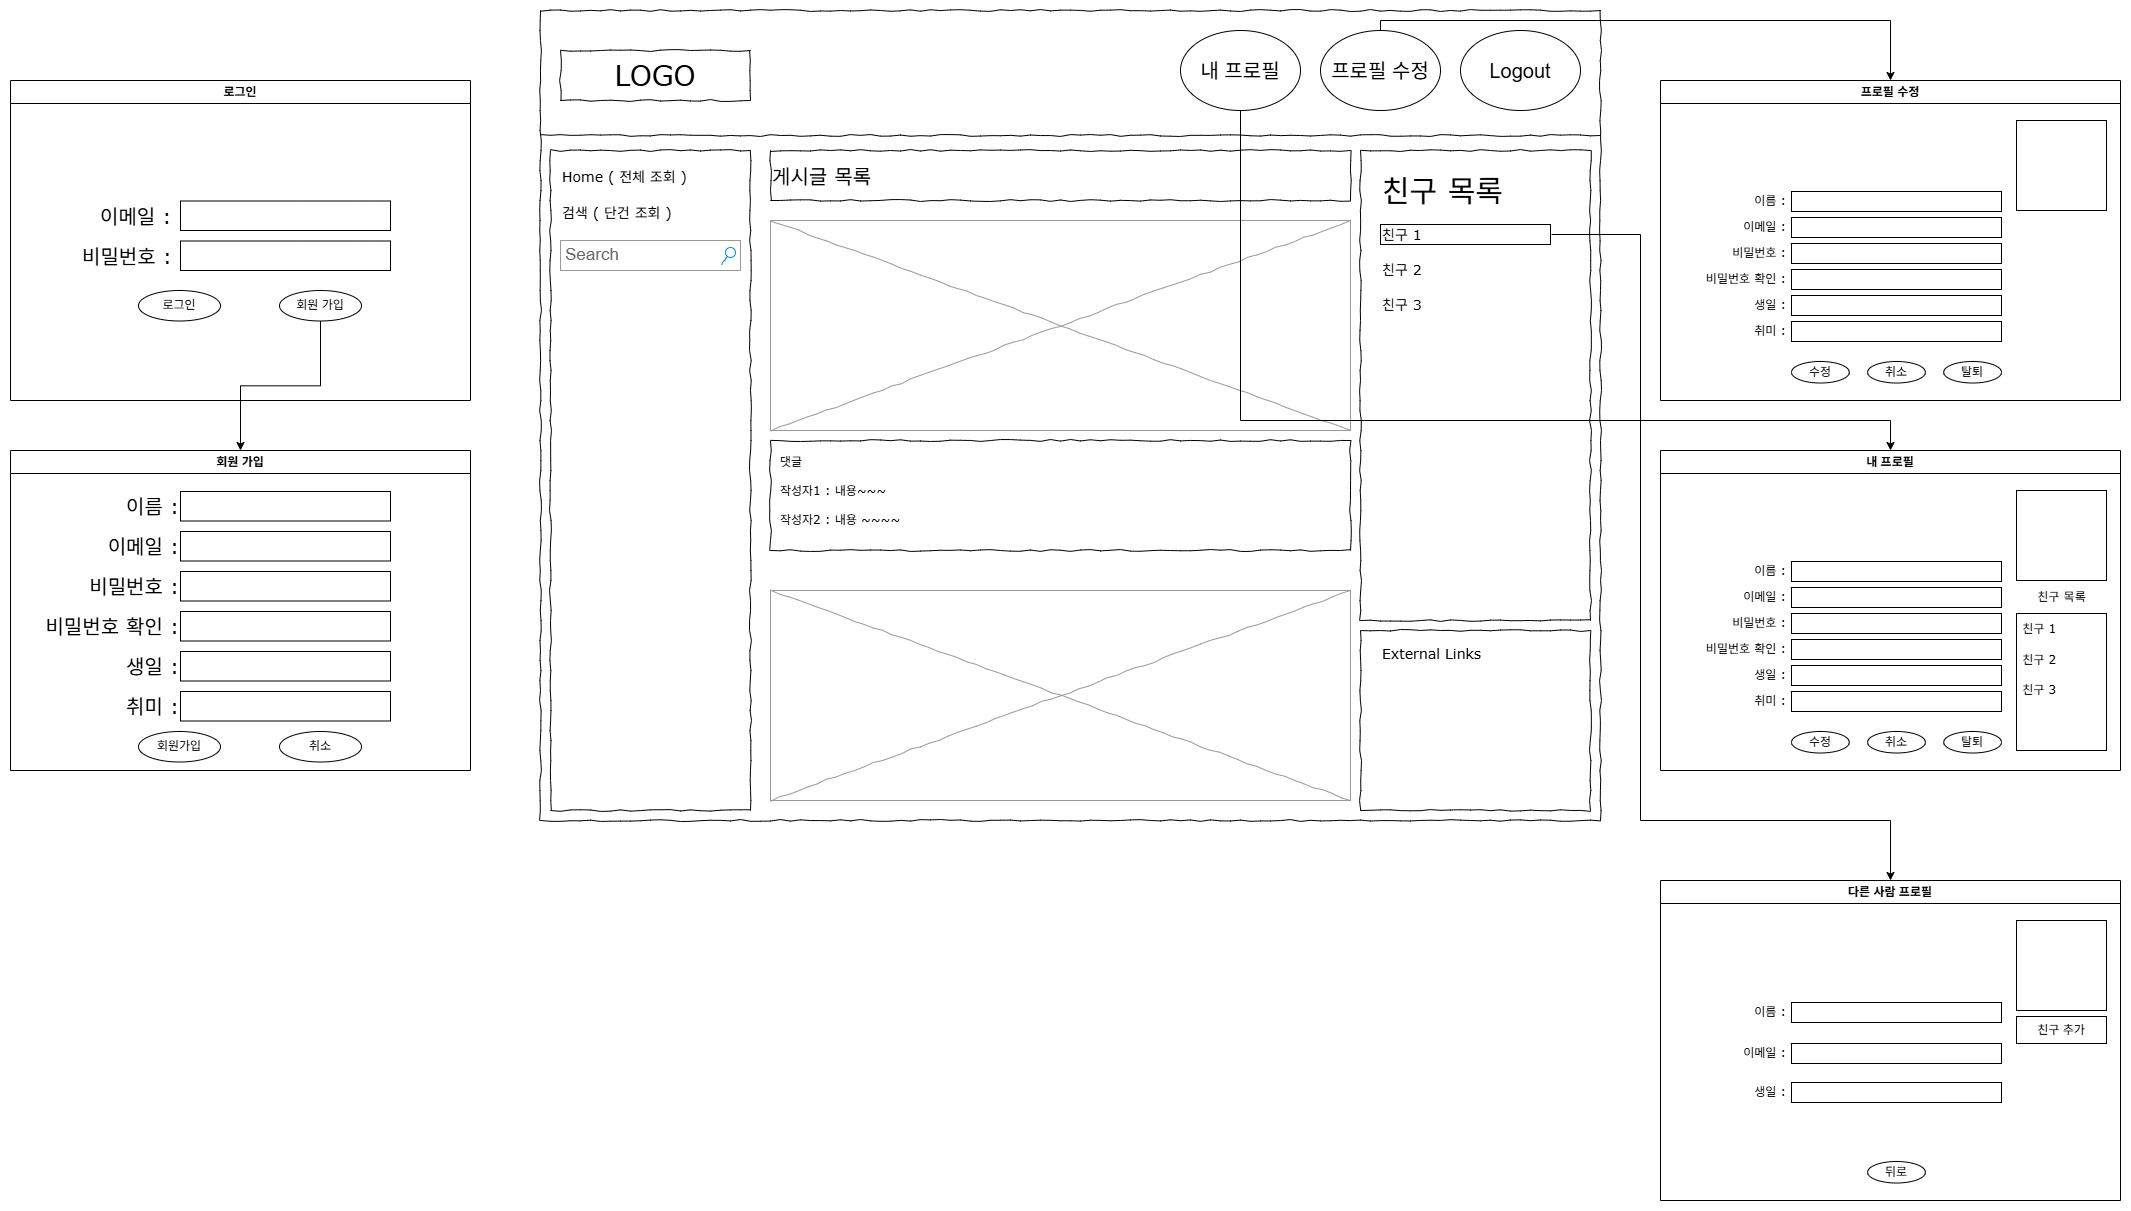 로그인
이메일 :
비밀번호 :
로그인
회원 가입
회원 가입
이름 :
이메일 :
비밀번호 :
비밀번호 확인 :
생일 :
취미 :
회원가입
취소
LOGO
내 프로필
프로필 수정
Logout
Home ( 전체 조회 )
검색 ( 단건 조회 )
Search
게시글 목록
댓글
작성자1 : 내용~~~
작성자2 : 내용 ~~~~
친구 목록
친구 1
친구 2
친구 3
External Links
프로필 수정
이름 :
이메일 :
비밀번호 :
비밀번호 확인 :
생일 :
취미 :
수정
취소
탈퇴
내 프로필
이름 :
이메일 :
비밀번호 :
비밀번호 확인 :
생일 :
취미 :
수정
취소
탈퇴
친구 목록
친구 1
친구 2
친구 3
다른 사람 프로필
이름 :
이메일 :
생일 :
친구 추가
뒤로